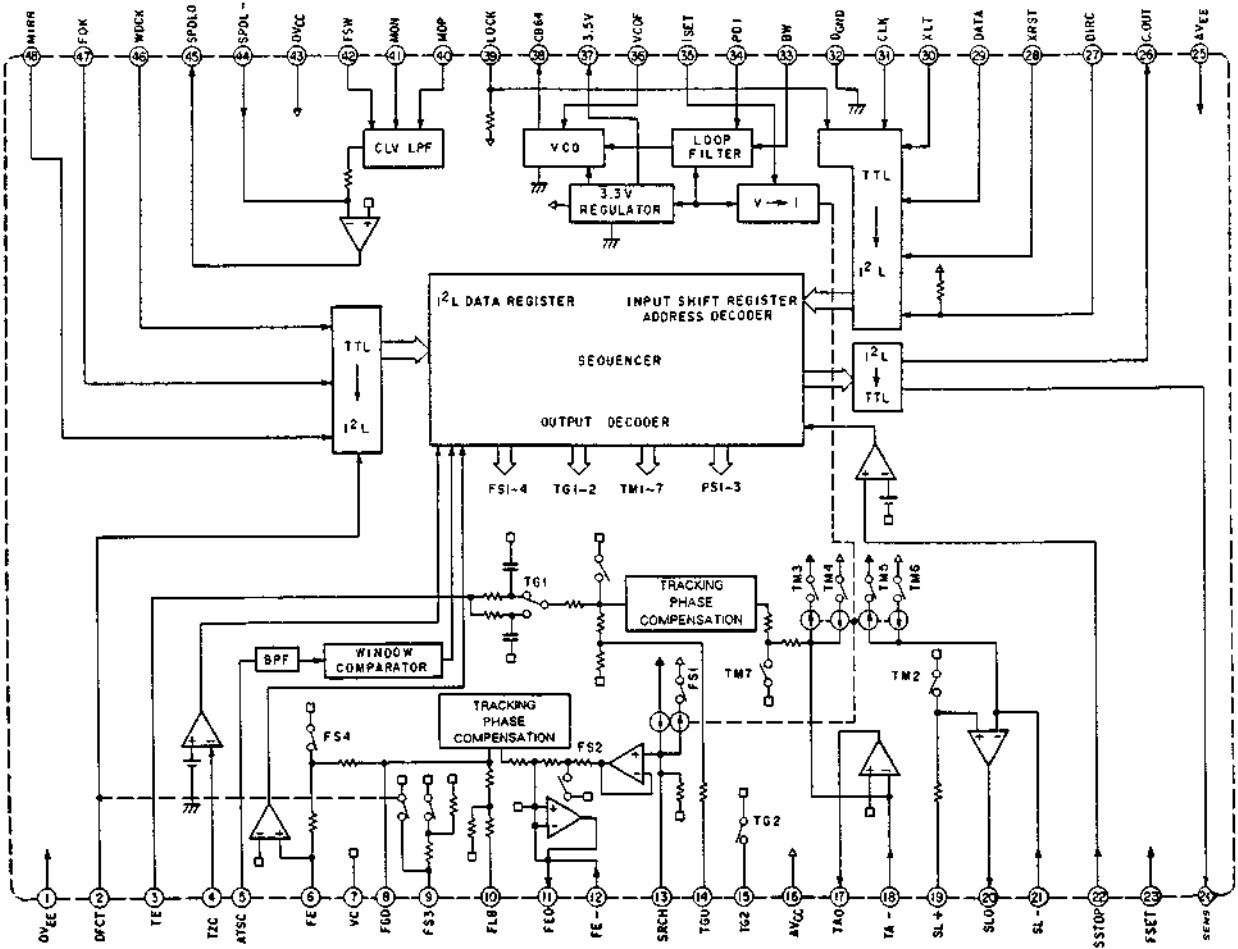 MIRR
FOK
WDCK
SPDLO
SPDL-
DVCC
FSW
MON
MDP
LOCK
CB64
3.5V
VCOF
ISET
PDI
BW
DGND
CLK
XLT
DATA
XRST
DIRC
C.OUT
AVEE
48
47
46
45
44
43
42
41
40
39
38
37
36
35
34
33
32
31
30
29
28
27
26
25
CLV LPF
VCO
LOOP
FILTER
3.3V
REGULATOR
V → I
TTL
I²L
I²L DATA REGISTER
INPUT SHIFT REGISTER
ADDRESS DECODER
SEQUENCER
OUTPUT DECODER
TTL
I²L
I²L
TTL
FS1~4
TG1-2
TM1~7
PS1-3
TG1
TRACKING
PHASE
COMPENSATION
TM3
TM4
TM5
TM6
BPF
WINDOW
COMPARATOR
TM7
TM2
FS1
TRACKING
PHASE
COMPENSATION
FS4
FS2
TG2
1
2
3
4
5
6
7
8
9
10
11
12
13
14
15
16
17
18
19
20
21
22
23
24
DVEE
DFCT
TE
TZC
ATSC
FE
VC
FGD
FS3
FLB
FEO
FE-
SRCH
TGU
TG2
AVCC
TAO
TA-
SL+
SLO
SL-
SSTOP
FSET
SENS